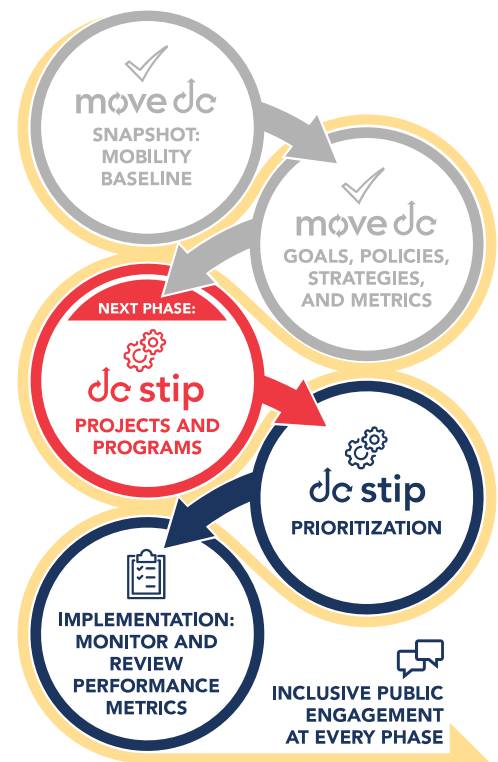 move dc
SNAPSHOT:
MOBILITY
BASELINE
move dc
GOALS, POLICIES,
STRATEGIES,
AND METRICS
NEXT PHASE:
dc stip
PROJECTS AND
PROGRAMS
dc stip
PRIORITIZATION
IMPLEMENTATION:
MONITOR AND
REVIEW
PERFORMANCE
METRICS
INCLUSIVE PUBLIC
ENGAGEMENT
AT EVERY PHASE